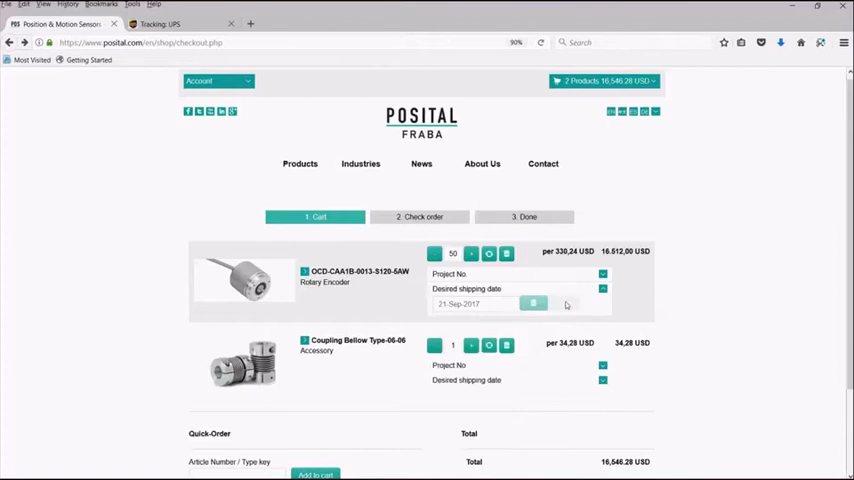 File Edit View History Bookmarks Tools Help
POS Position & Motion Sensors
Tracking: UPS
https://www.posital.com/en/shop/checkout.php
90%
Search
Most Visited Getting Started
Account
2 Products 16,546.28 USD
POSITAL
FRABA
Products Industries News About Us Contact
1. Cart 2. Check order 3. Done
50 + per 330,24 USD 16.512,00 USD
OCD-CAA1B-0013-S120-5AW
Rotary Encoder
Project No.
Desired shipping date
21-Sep-2017
Coupling Bellow Type-06-06
Accessory
1 + per 34,28 USD 34,28 USD
Project No
Desired shipping date
Quick-Order Total
Article Number / Type key
Add to cart
Total 16,546.28 USD